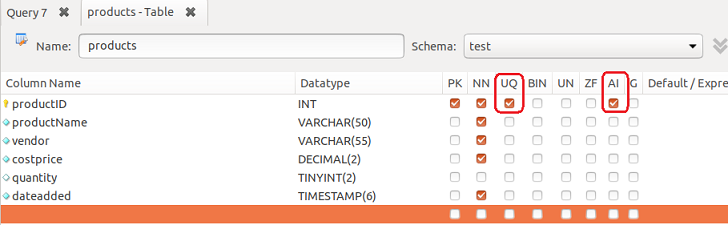 Query 7 products - Table
Name: products Schema: test
Column Name Datatype PK NN UQ BIN UN ZF AI G Default / Expre
productID INT
productName VARCHAR(50)
vendor VARCHAR(55)
costprice DECIMAL(2)
quantity TINYINT(2)
dateadded TIMESTAMP(6)